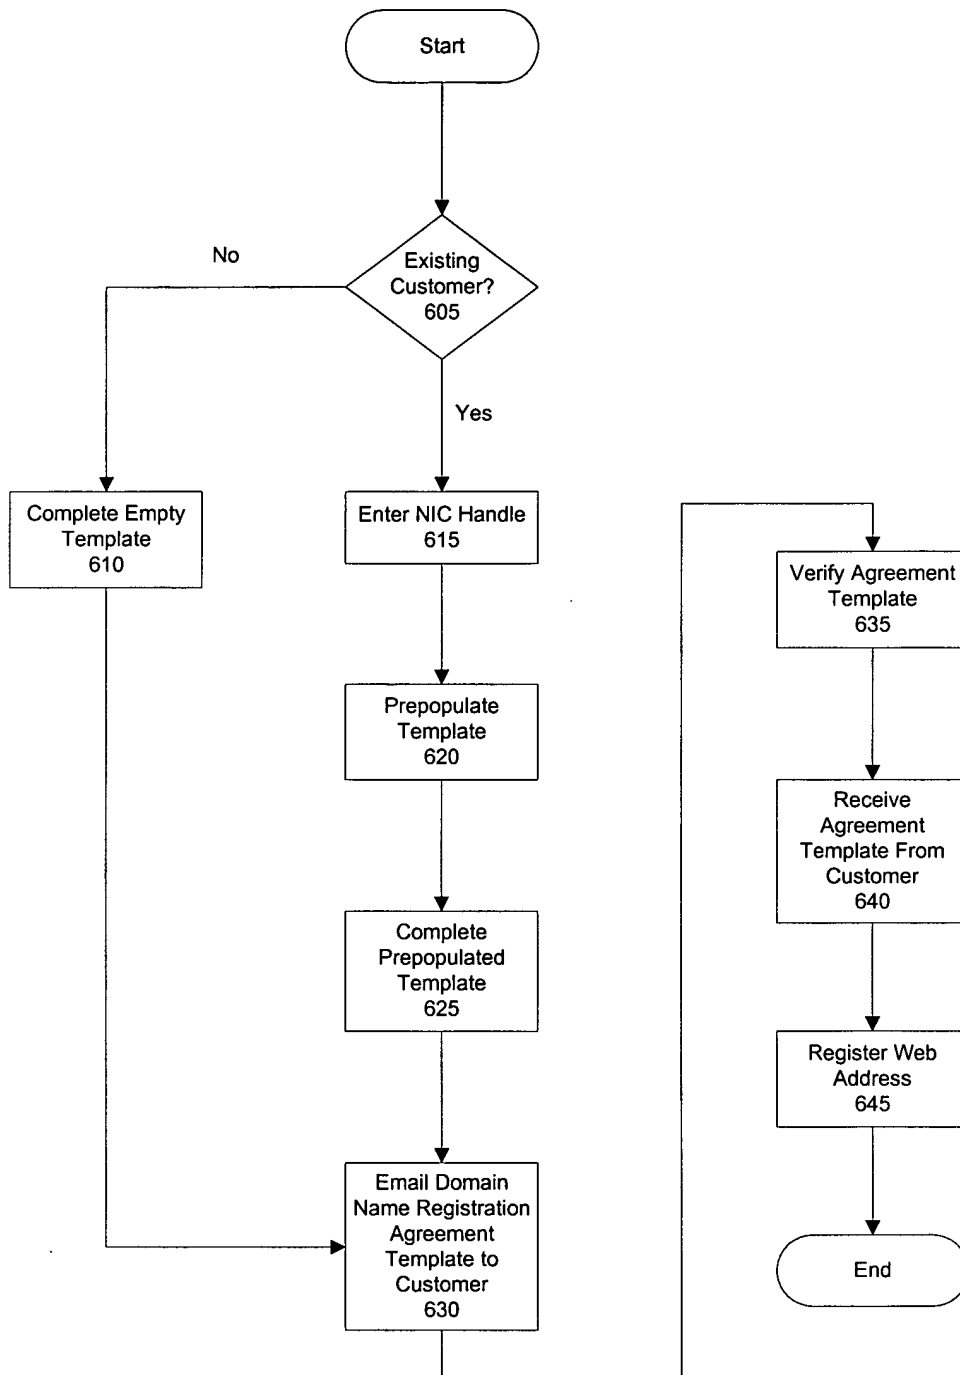 Start
Existing
Customer?
605
No
Yes
Complete Empty
Template
610
Enter NIC Handle
615
Prepopulate
Template
620
Complete
Prepopulated
Template
625
Email Domain
Name Registration
Agreement
Template to
Customer
630
Verify Agreement
Template
635
Receive
Agreement
Template From
Customer
640
Register Web
Address
645
End